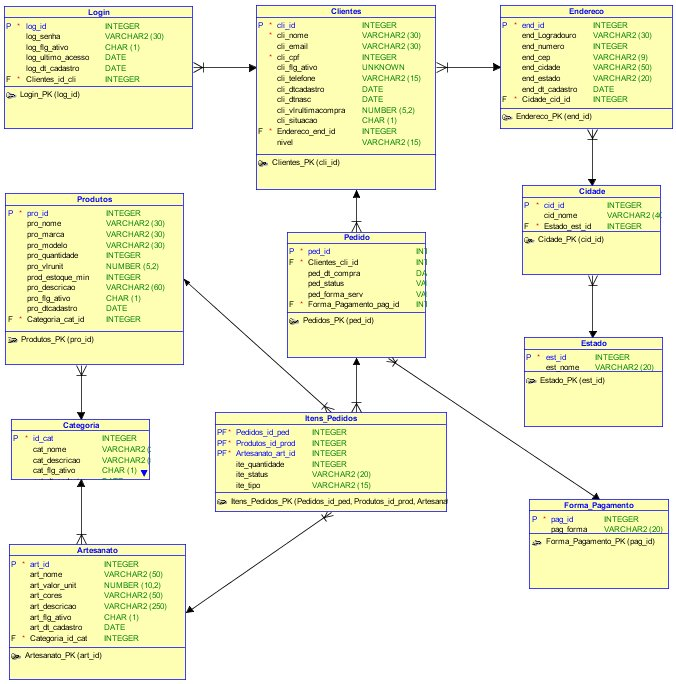 Login
P * log_id INTEGER
log_senha VARCHAR2 (30)
log_flg_ativo CHAR (1)
log_ultimo_acesso DATE
log_dt_cadastro DATE
F * Clientes_id_cli INTEGER
Login_PK (log_id)
Clientes
P * cli_id INTEGER
* cli_nome VARCHAR2 (30)
cli_email VARCHAR2 (30)
* cli_cpf INTEGER
cli_flg_ativo UNKNOWN
cli_telefone VARCHAR2 (15)
cli_dtcadastro DATE
cli_dtnasc DATE
cli_vlrultimacompra NUMBER (5,2)
cli_situacao CHAR (1)
F * Endereco_end_id INTEGER
nivel VARCHAR2 (15)
Clientes_PK (cli_id)
Endereco
P * end_id INTEGER
end_Logradouro VARCHAR2 (30)
end_numero INTEGER
end_cep VARCHAR2 (9)
end_cidade VARCHAR2 (50)
end_estado VARCHAR2 (20)
end_dt_cadastro DATE
F * Cidade_cid_id INTEGER
Endereco_PK (end_id)
Cidade
P * cid_id INTEGER
cid_nome VARCHAR2 (4
F * Estado_est_id INTEGER
Cidade_PK (cid_id)
Estado
P * est_id INTEGER
est_nome VARCHAR2 (20)
Estado_PK (est_id)
Produtos
P * pro_id INTEGER
pro_nome VARCHAR2 (30)
pro_marca VARCHAR2 (30)
pro_modelo VARCHAR2 (30)
pro_quantidade INTEGER
pro_vlrunit NUMBER (5,2)
prod_estoque_min INTEGER
pro_descricao VARCHAR2 (60)
pro_flg_ativo CHAR (1)
pro_dtcadastro DATE
F * Categoria_cat_id INTEGER
Produtos_PK (pro_id)
Pedido
P * ped_id INT
F * Clientes_cli_id INT
ped_dt_compra DA
ped_status VA
ped_forma_serv VA
F * Forma_Pagamento_pag_id INT
Pedidos_PK (ped_id)
Categoria
P * id_cat INTEGER
cat_nome VARCHAR2 (
cat_descricao VARCHAR2 (
cat_flg_ativo CHAR (1)
Itens_Pedidos
PF * Pedidos_id_ped INTEGER
PF * Produtos_id_prod INTEGER
PF * Artesanato_art_id INTEGER
ite_quantidade INTEGER
ite_status VARCHAR2 (20)
ite_tipo VARCHAR2 (15)
Itens_Pedidos_PK (Pedidos_id_ped, Produtos_id_prod, Artesanat
Forma_Pagamento
P * pag_id INTEGER
pag_forma VARCHAR2 (20)
Forma_Pagamento_PK (pag_id)
Artesanato
P * art_id INTEGER
art_nome VARCHAR2 (50)
art_valor_unit NUMBER (10,2)
art_cores VARCHAR2 (50)
art_descricao VARCHAR2 (250)
art_flg_ativo CHAR (1)
art_dt_cadastro DATE
F * Categoria_id_cat INTEGER
Artesanato_PK (art_id)